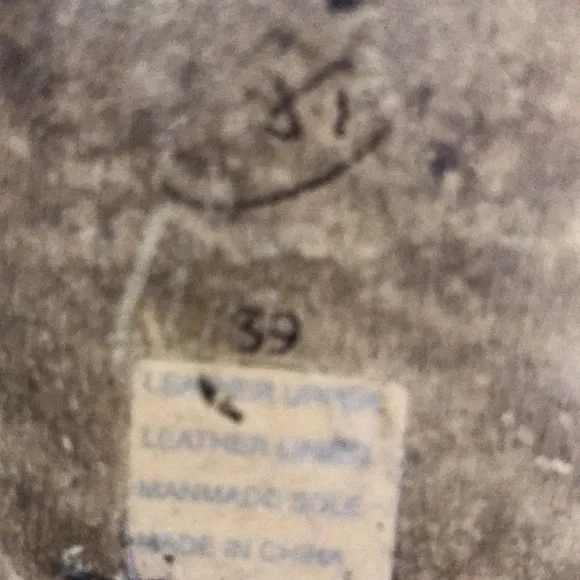 39
LEATHER UPPER
LEATHER LINING
MANMADE SOLE
MADE IN CHINA